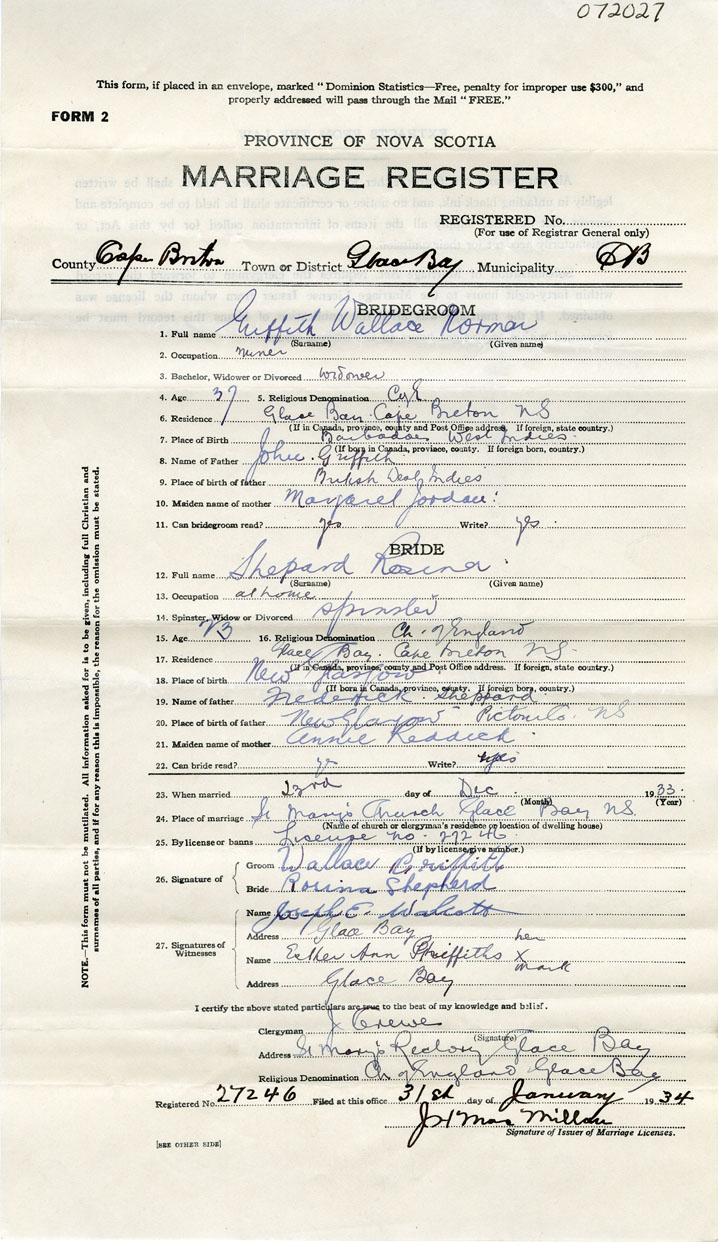 072027
This form, if placed in an envelope, marked "Dominion Statistics—Free, penalty for improper use $300," and
properly addressed will pass through the Mail "FREE."
FORM 2
PROVINCE OF NOVA SCOTIA
MARRIAGE REGISTER
REGISTERED No.
(For use of Registrar General only)
County Cape Breton Town or District Glace Bay Municipality
BRIDEGROOM
1. Full name Griffith Wallace
(Surname) (Given name)
2. Occupation miner
3. Bachelor, Widower or Divorced widower
4. Age 37 5. Religious Denomination C of E
6. Residence Glace Bay Cape Breton NS
(If in Canada, province, county and Post Office address. If foreign, state country.)
7. Place of Birth Barbados West Indies
(If born in Canada, province, county. If foreign born, country.)
8. Name of Father John Griffith
9. Place of birth of father British West Indies
10. Maiden name of mother Margaret Jordan
11. Can bridegroom read? yes Write? yes
BRIDE
12. Full name Shepard Rosina
(Surname) (Given name)
13. Occupation at home
14. Spinster, Widow or Divorced spinster
15. Age 23 16. Religious Denomination Ch. of England
17. Residence Glace Bay Cape Breton NS
(If in Canada, province, county and Post Office address. If foreign, state country.)
18. Place of birth New Glasgow
(If born in Canada, province, county. If foreign born, country.)
19. Name of father Frederick Sheppard
20. Place of birth of father New Glasgow Pictou Co. NS
21. Maiden name of mother Annie Reddick
22. Can bride read? yes Write? yes
23. When married 23rd day of Dec 1933
(Month) (Year)
24. Place of marriage St Mary's Church Glace Bay NS.
(Name of church or clergyman's residence or location of dwelling house)
25. By license or banns License no. 27246
(If by license, give number.)
26. Signature of Groom Wallace Griffith
Bride Rosina Shepherd
27. Signatures of Witnesses Name Joseph E. Walcott
Address Glace Bay
Name Esther Ann Griffiths her X mark
Address Glace Bay
I certify the above stated particulars are true to the best of my knowledge and belief.
Clergyman J Crewe
(Signature)
Address St Mary's Rectory Glace Bay
Religious Denomination Ch of England Glace Bay
Registered No. 27246 Filed at this office 31st day of January 1934
Signature of Issuer of Marriage Licenses.
[SEE OTHER SIDE]
NOTE.—This form must not be mutilated. All information asked for is to be given, including full Christian and
surnames of all parties, and if for any reason this is impossible, the reason for the omission must be stated.